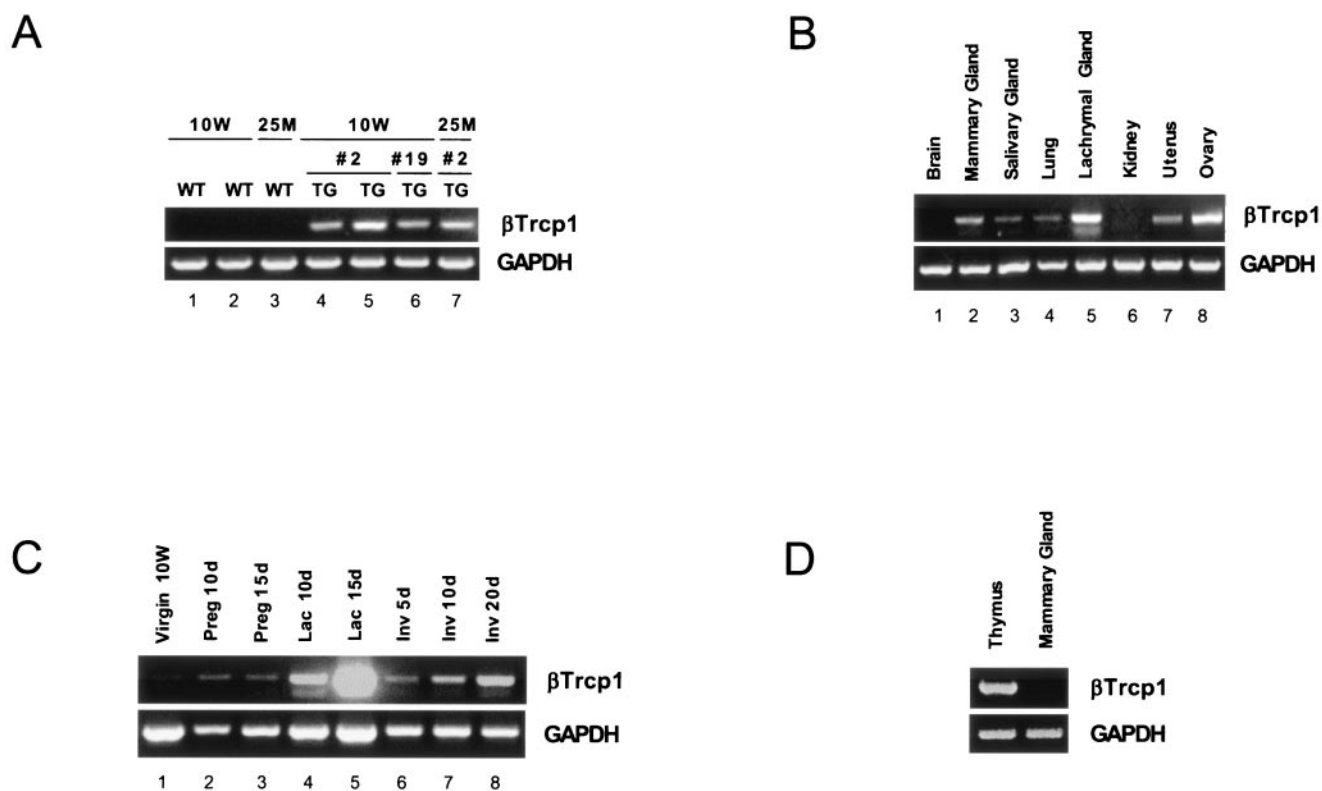 A
10W 25M 10W 25M
#2 #19 #2
WT WT WT TG TG TG TG
βTrcp1
GAPDH
1 2 3 4 5 6 7
B
Brain
Mammary Gland
Salivary Gland
Lung
Lachrymal Gland
Kidney
Uterus
Ovary
βTrcp1
GAPDH
1 2 3 4 5 6 7 8
C
Virgin 10W
Preg 10d
Preg 15d
Lac 10d
Lac 15d
Inv 5d
Inv 10d
Inv 20d
βTrcp1
GAPDH
1 2 3 4 5 6 7 8
D
Thymus
Mammary Gland
βTrcp1
GAPDH